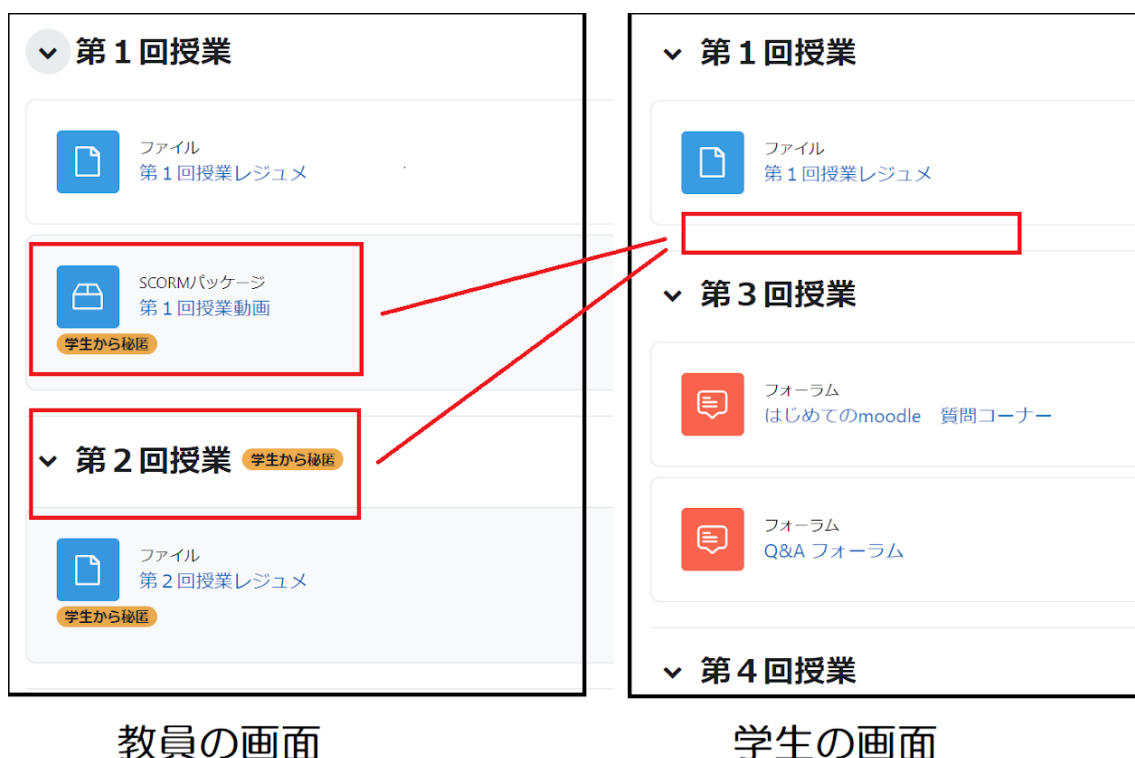 第１回授業
ファイル
第１回授業レジュメ
SCORMパッケージ
第１回授業動画
学生から秘匿
第２回授業 学生から秘匿
ファイル
第２回授業レジュメ
学生から秘匿
教員の画面
第１回授業
ファイル
第１回授業レジュメ
第３回授業
フォーラム
はじめてのmoodle　質問コーナー
フォーラム
Q&A フォーラム
第４回授業
学生の画面